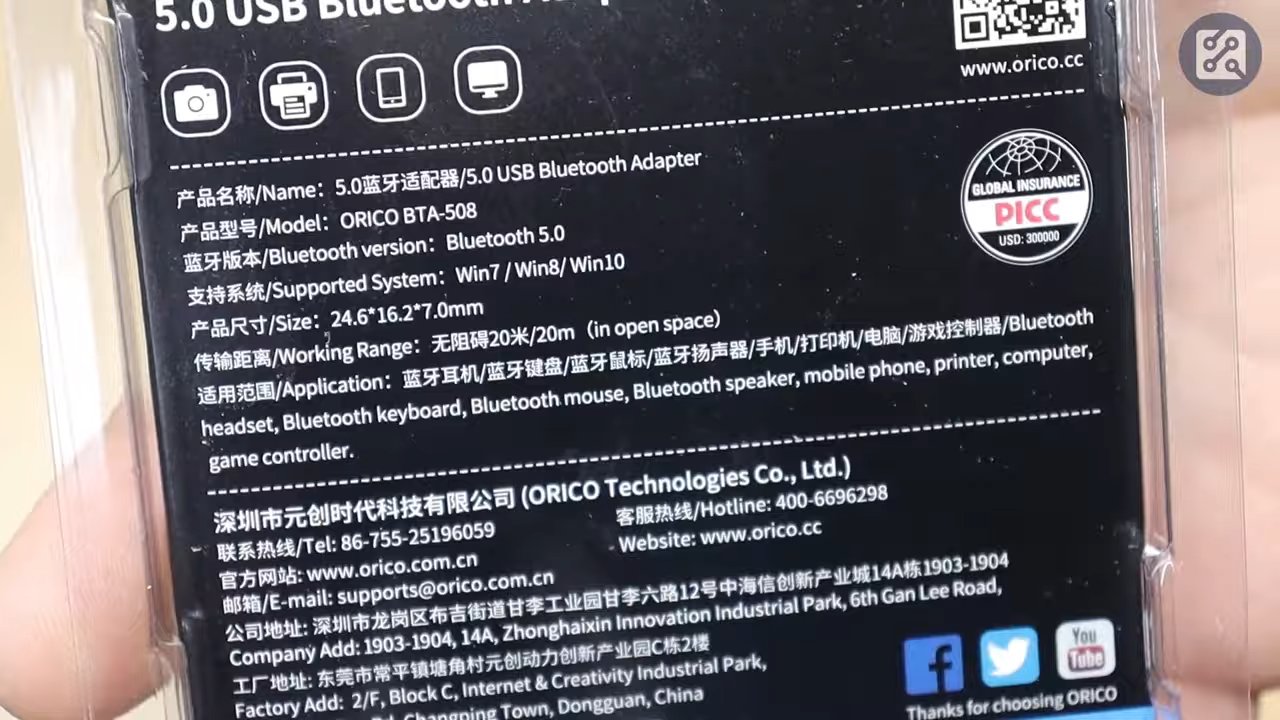 5.0 USB Bluetooth
www.orico.cc
产品名称/Name：5.0蓝牙适配器/5.0 USB Bluetooth Adapter
产品型号/Model：ORICO BTA-508
蓝牙版本/Bluetooth version：Bluetooth 5.0
支持系统/Supported System：Win7 / Win8/ Win10
产品尺寸/Size：24.6*16.2*7.0mm
传输距离/Working Range：无阻碍20米/20m（in open space）
适用范围/Application：蓝牙耳机/蓝牙键盘/蓝牙鼠标/蓝牙扬声器/手机/打印机/电脑/游戏控制器/Bluetooth
headset, Bluetooth keyboard, Bluetooth mouse, Bluetooth speaker, mobile phone, printer, computer,
game controller.
GLOBAL INSURANCE
PICC
USD: 300000
深圳市元创时代科技有限公司 (ORICO Technologies Co., Ltd.)
联系热线/Tel: 86-755-25196059
客服热线/Hotline: 400-6696298
官方网站: www.orico.com.cn
Website: www.orico.cc
邮箱/E-mail: supports@orico.com.cn
公司地址: 深圳市龙岗区布吉街道甘李工业园甘李六路12号中海信创新产业城14A栋1903-1904
Company Add: 1903-1904, 14A, Zhonghaixin Innovation Industrial Park, 6th Gan Lee Road,
工厂地址: 东莞市常平镇塘角村元创动力创新产业园C栋2楼
Factory Add: 2/F, Block C, Internet & Creativity Industrial Park,
Rd, Changping Town, Dongguan, China
You
Tube
Thanks for choosing ORICO